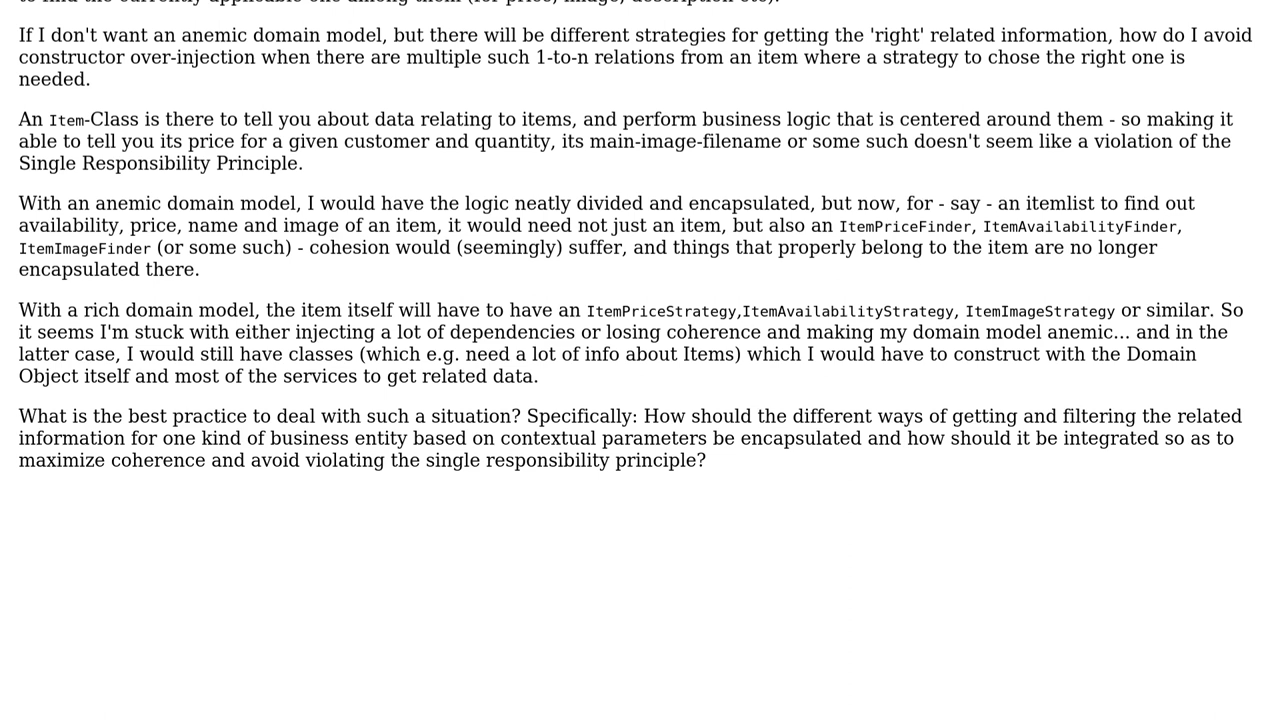 to find the currently applicable one among them (for price, image, description etc).
If I don't want an anemic domain model, but there will be different strategies for getting the 'right' related information, how do I avoid
constructor over-injection when there are multiple such 1-to-n relations from an item where a strategy to chose the right one is
needed.
An Item-Class is there to tell you about data relating to items, and perform business logic that is centered around them - so making it
able to tell you its price for a given customer and quantity, its main-image-filename or some such doesn't seem like a violation of the
Single Responsibility Principle.
With an anemic domain model, I would have the logic neatly divided and encapsulated, but now, for - say - an itemlist to find out
availability, price, name and image of an item, it would need not just an item, but also an ItemPriceFinder, ItemAvailabilityFinder,
ItemImageFinder (or some such) - cohesion would (seemingly) suffer, and things that properly belong to the item are no longer
encapsulated there.
With a rich domain model, the item itself will have to have an ItemPriceStrategy,ItemAvailabilityStrategy, ItemImageStrategy or similar. So
it seems I'm stuck with either injecting a lot of dependencies or losing coherence and making my domain model anemic... and in the
latter case, I would still have classes (which e.g. need a lot of info about Items) which I would have to construct with the Domain
Object itself and most of the services to get related data.
What is the best practice to deal with such a situation? Specifically: How should the different ways of getting and filtering the related
information for one kind of business entity based on contextual parameters be encapsulated and how should it be integrated so as to
maximize coherence and avoid violating the single responsibility principle?